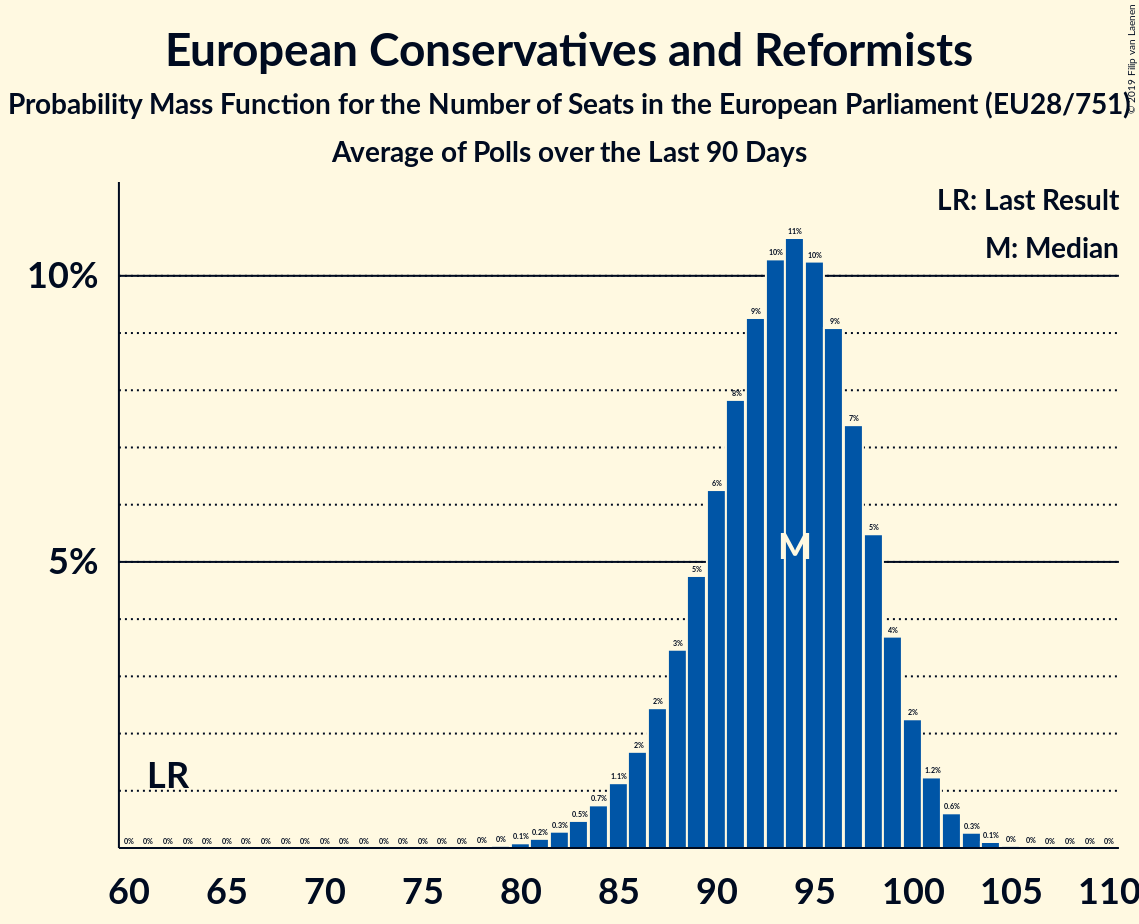 European Conservatives and Reformists
© 2019 Filip van Laenen
Probability Mass Function for the Number of Seats in the European Parliament (EU28/751)
Average of Polls over the Last 90 Days
LR: Last Result
M: Median
10%
5%
LR
M
0% 0% 0% 0% 0% 0% 0% 0% 0% 0% 0% 0% 0% 0% 0% 0% 0% 0% 0% 0% 0.1% 0.2% 0.3% 0.5% 0.7% 1.1% 2% 2% 3% 5% 6% 8% 9% 10% 11% 10% 9% 7% 5% 4% 2% 1.2% 0.6% 0.3% 0.1% 0% 0% 0% 0% 0% 0%
60 65 70 75 80 85 90 95 100 105 110